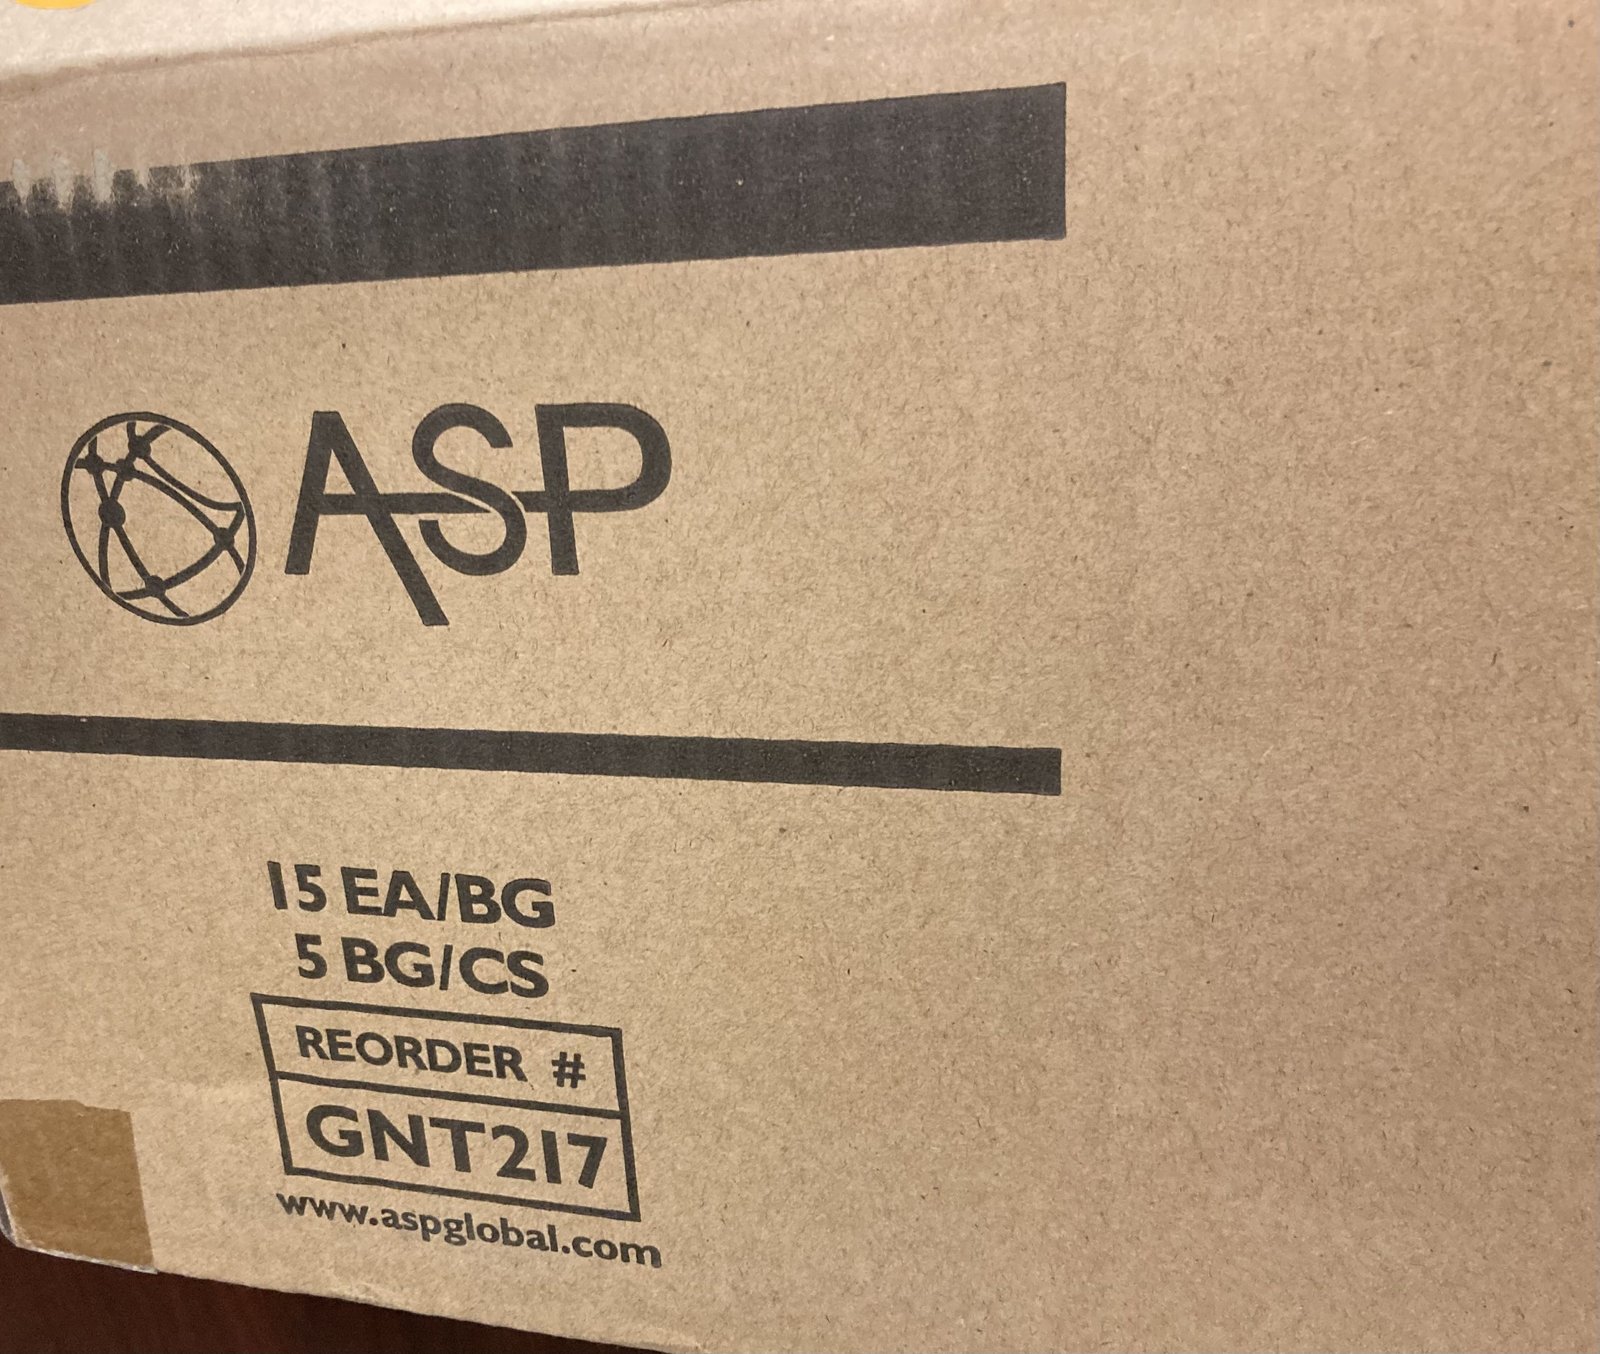 ASP
15 EA/BG
5 BG/CS
REORDER #
GNT217
www.aspglobal.com